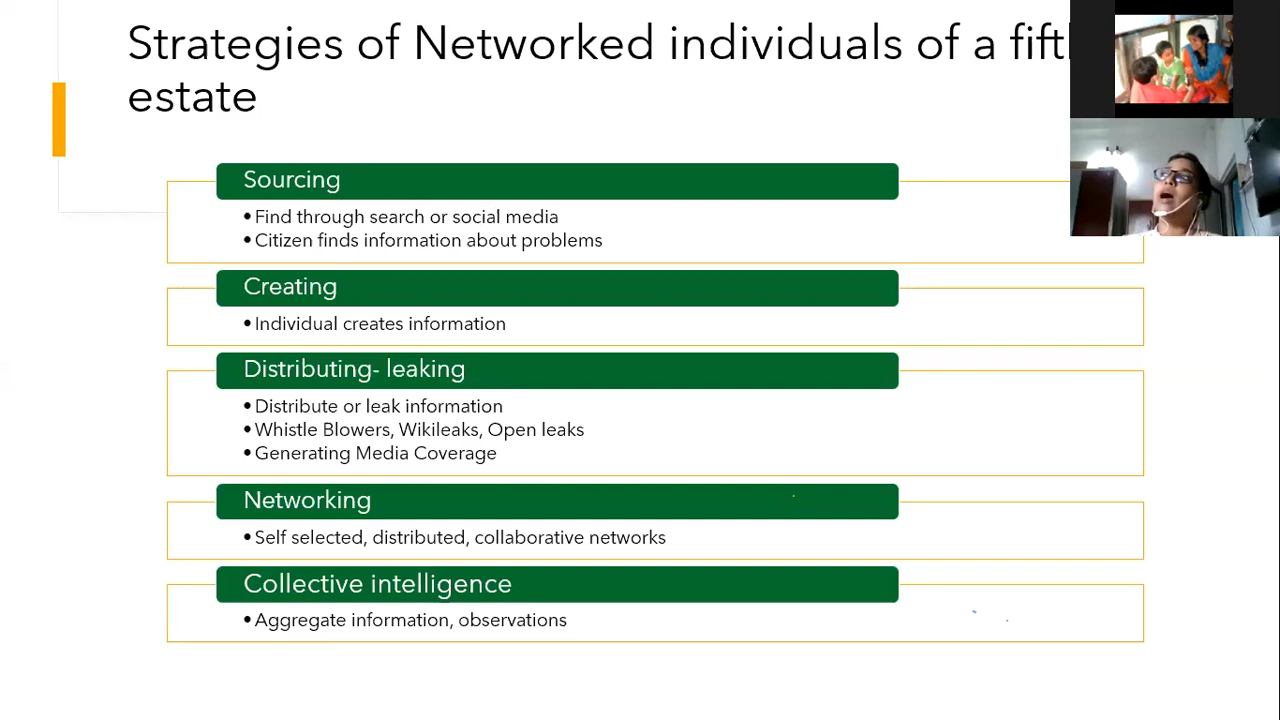 Strategies of Networked individuals of a fifth
estate
Sourcing
• Find through search or social media
• Citizen finds information about problems
Creating
• Individual creates information
Distributing- leaking
• Distribute or leak information
• Whistle Blowers, Wikileaks, Open leaks
• Generating Media Coverage
Networking
• Self selected, distributed, collaborative networks
Collective intelligence
• Aggregate information, observations